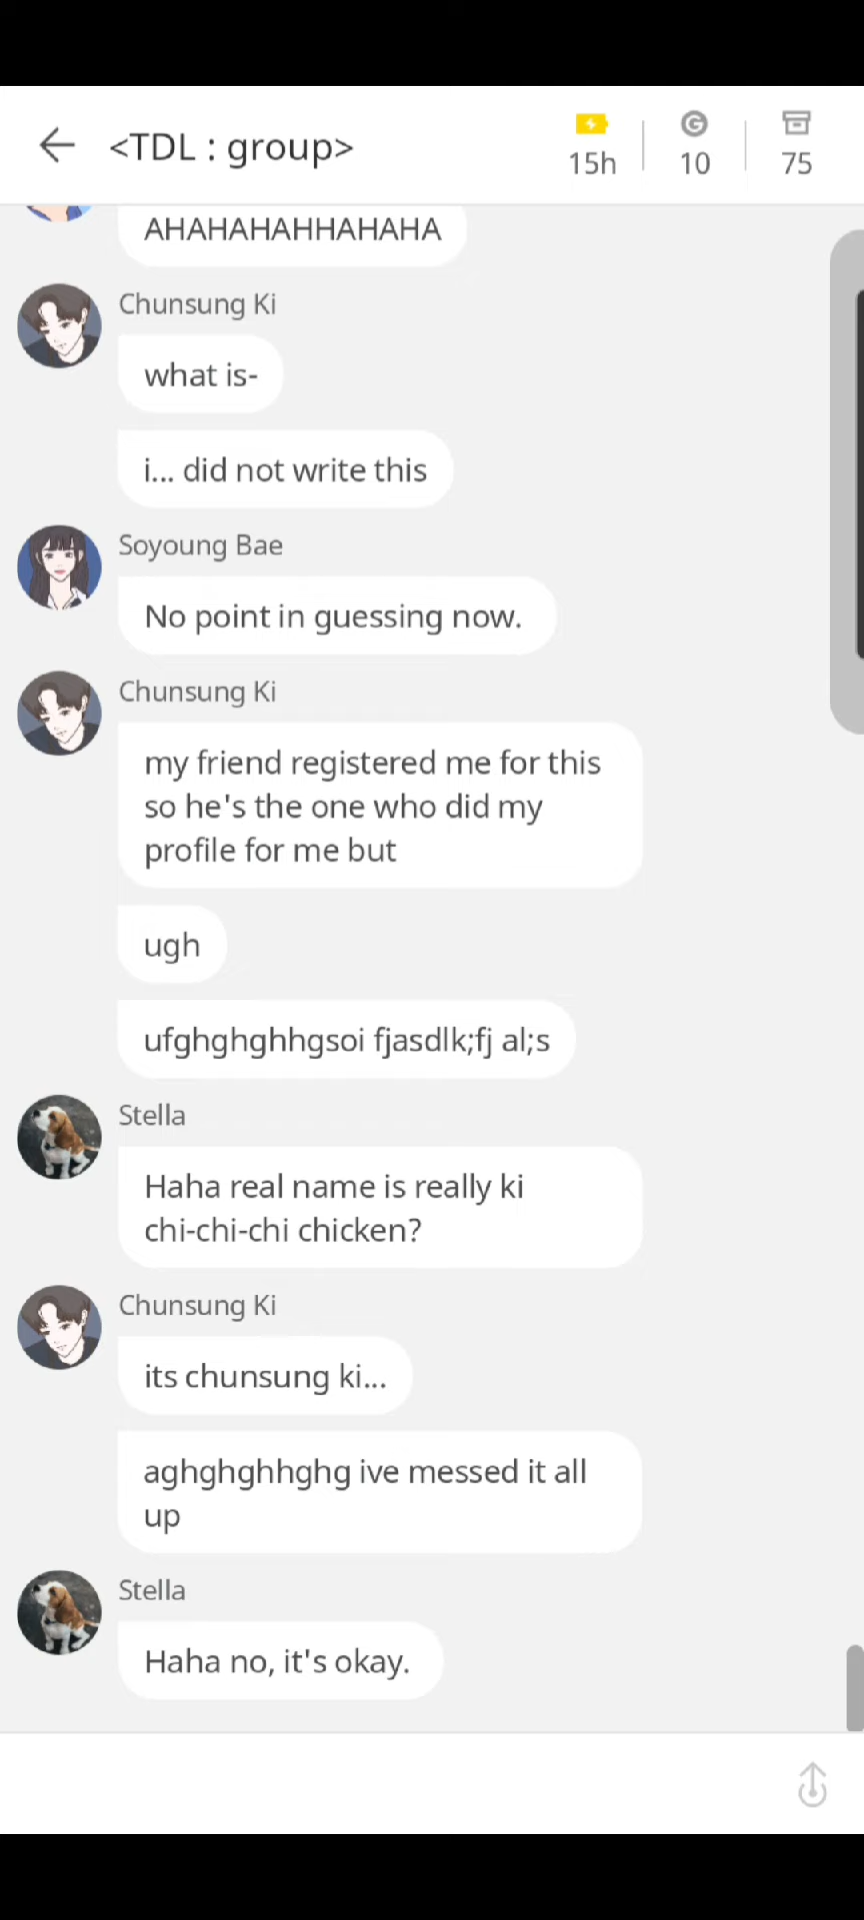 <TDL : group>
15h
10
75
AHAHAHAHHAHAHA
Chunsung Ki
what is-
i... did not write this
Soyoung Bae
No point in guessing now.
Chunsung Ki
my friend registered me for this
so he's the one who did my
profile for me but
ugh
ufghghghhgsoi fjasdlk;fj al;s
Stella
Haha real name is really ki
chi-chi-chi chicken?
Chunsung Ki
its chunsung ki...
aghghghhghg ive messed it all
up
Stella
Haha no, it's okay.